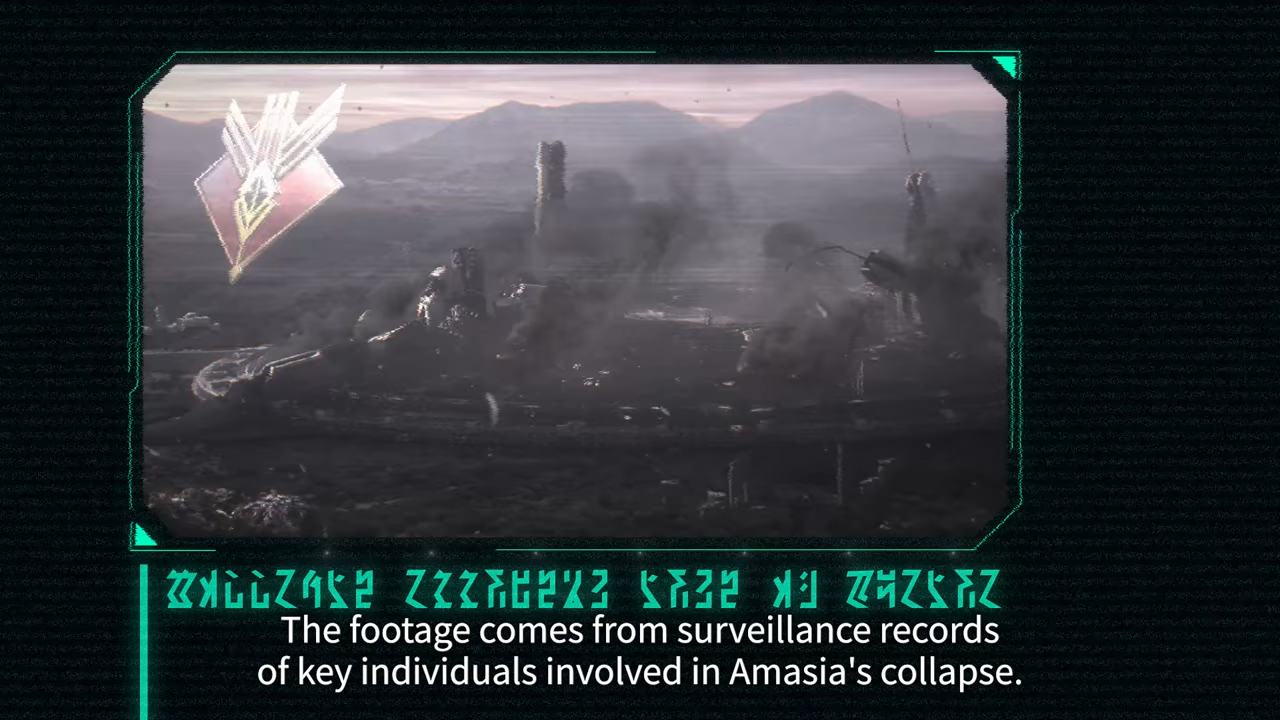 The footage comes from surveillance records
of key individuals involved in Amasia's collapse.